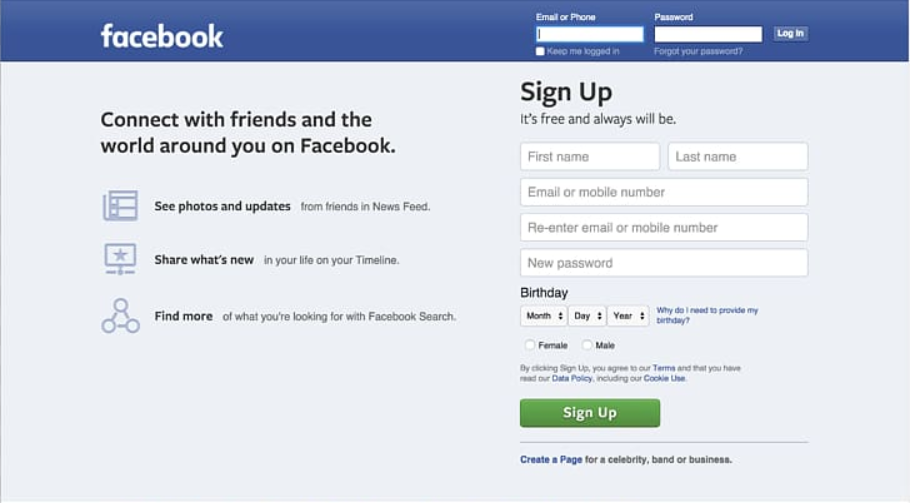 facebook
Email or Phone
Password
Log In
Keep me logged in
Forgot your password?
Connect with friends and the
world around you on Facebook.
See photos and updates from friends in News Feed.
Share what's new in your life on your Timeline.
Find more of what you're looking for with Facebook Search.
Sign Up
It's free and always will be.
First name
Last name
Email or mobile number
Re-enter email or mobile number
New password
Birthday
Month
Day
Year
Why do I need to provide my
birthday?
Female
Male
By clicking Sign Up, you agree to our Terms and that you have
read our Data Policy, including our Cookie Use.
Sign Up
Create a Page for a celebrity, band or business.